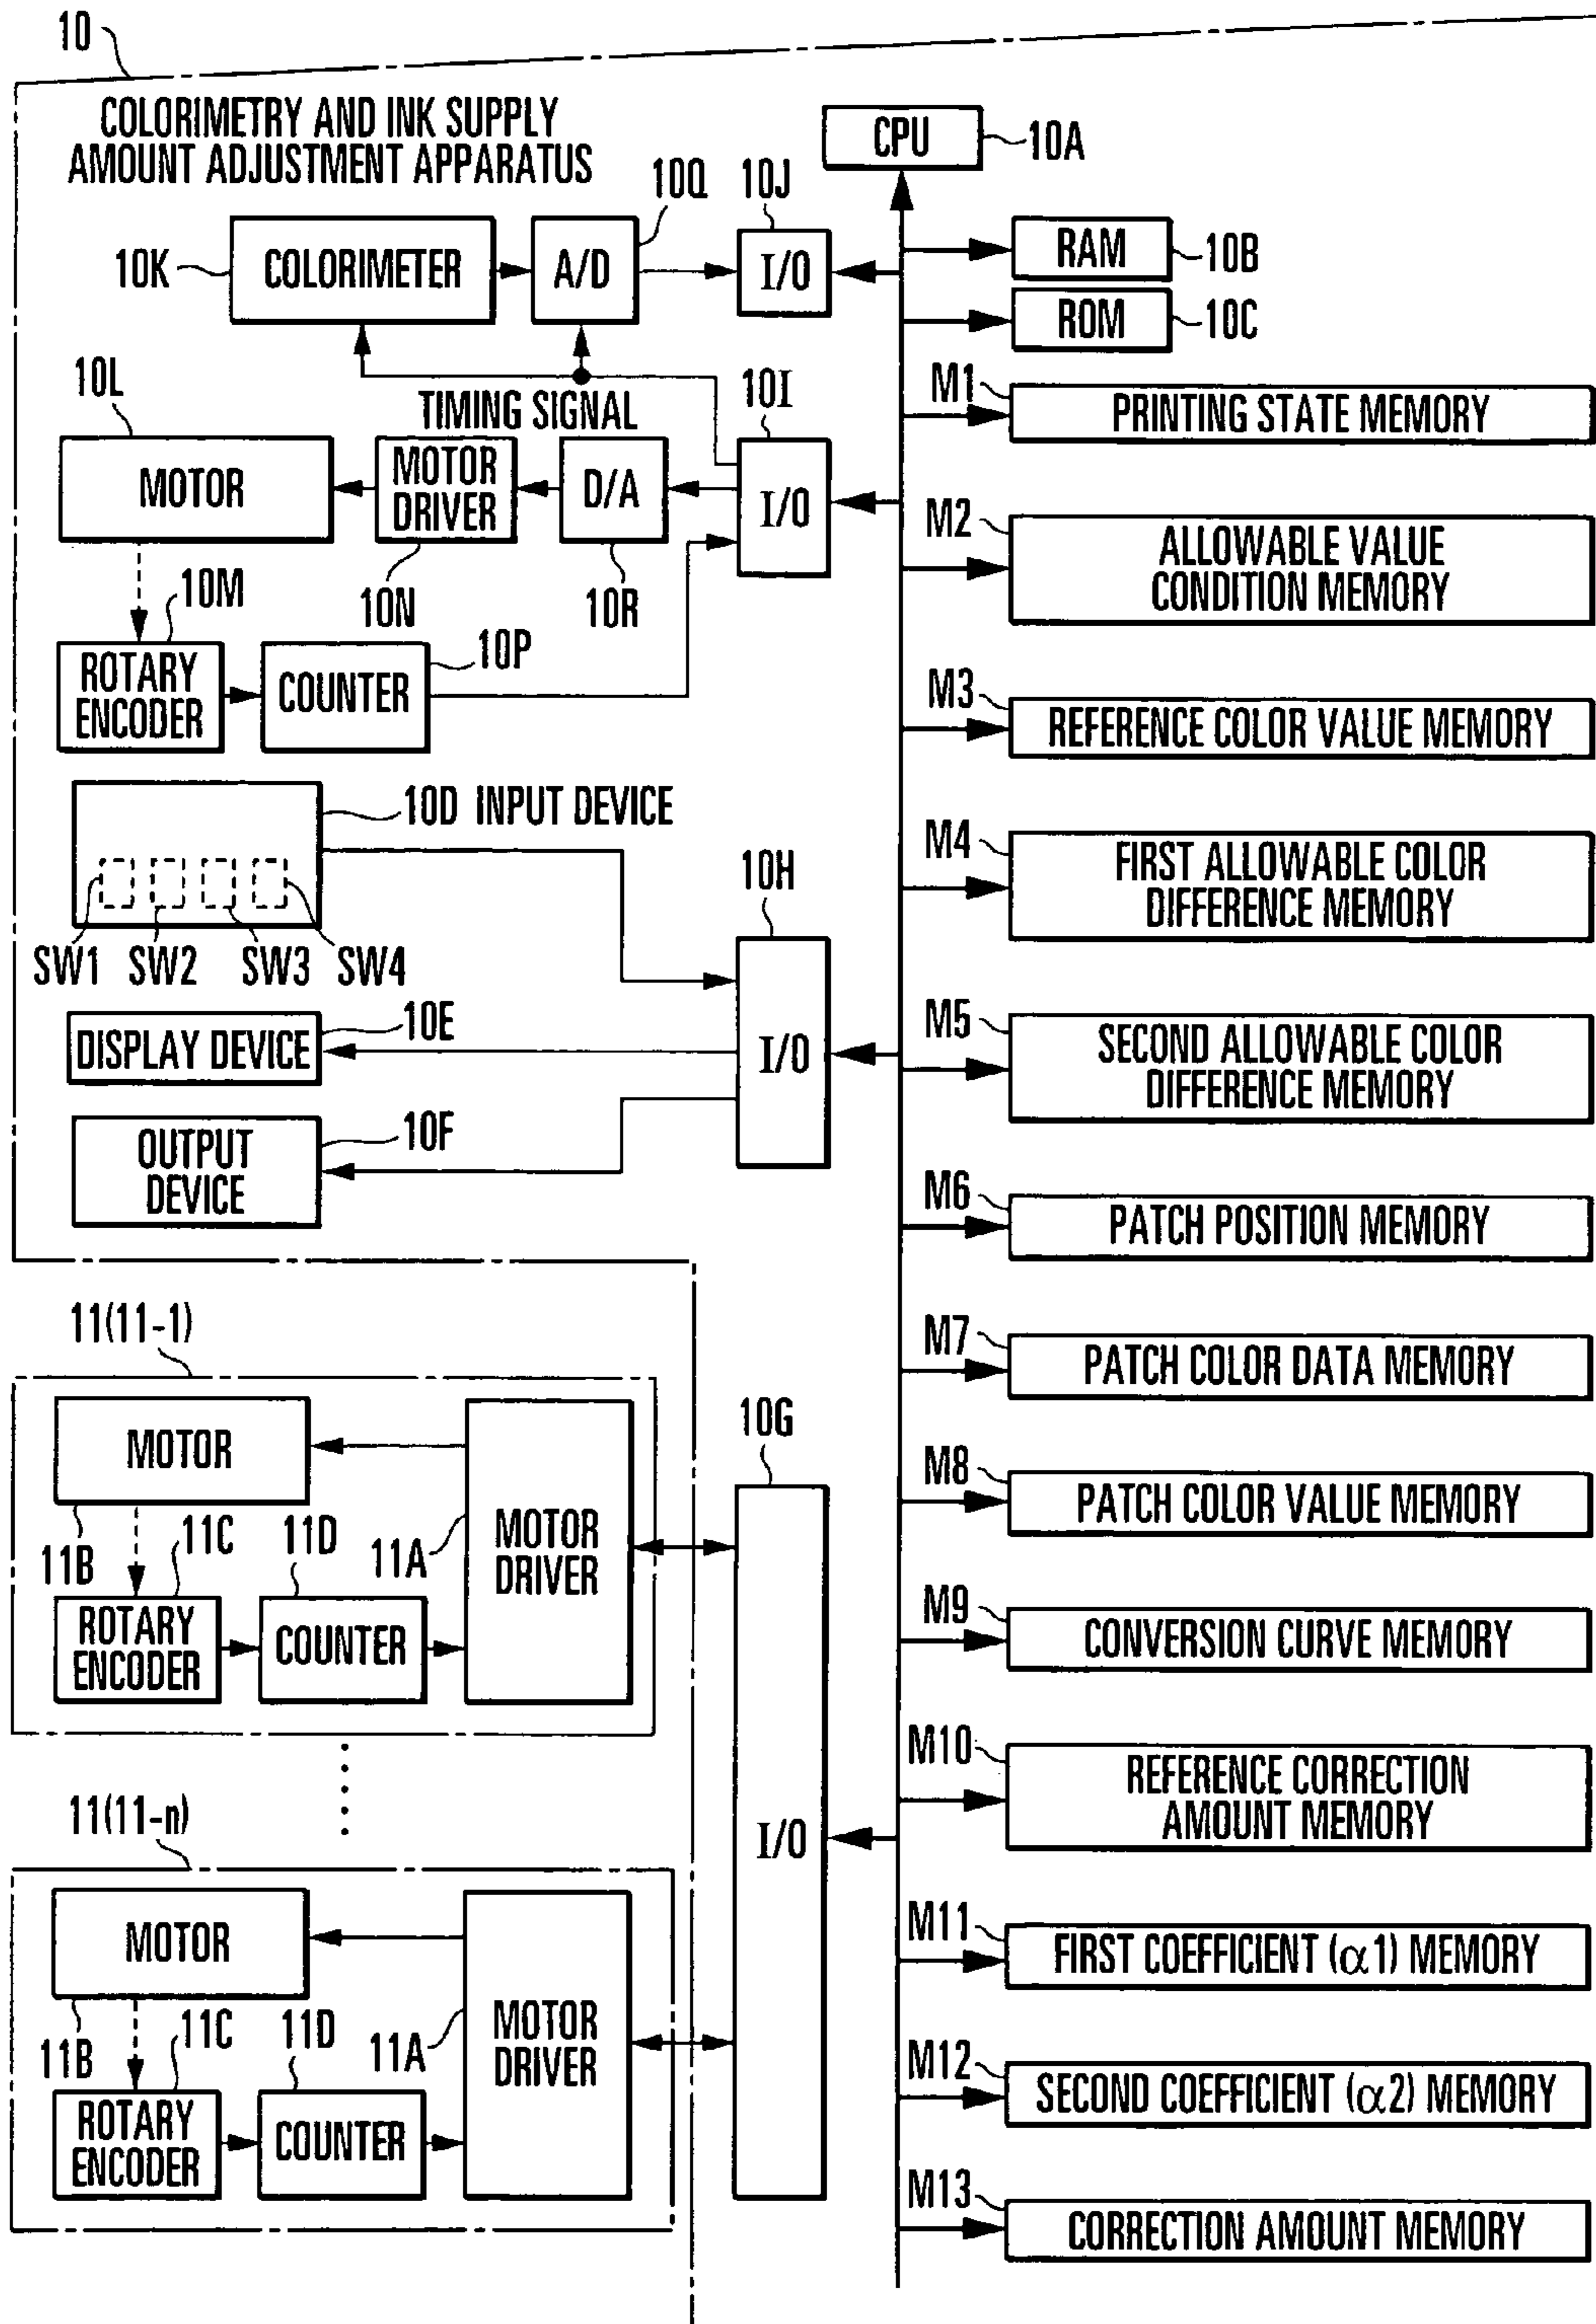 10
COLORIMETRY AND INK SUPPLY
AMOUNT ADJUSTMENT APPARATUS
CPU
10A
10Q
10J
10K
COLORIMETER
A/D
I/O
RAM
10B
ROM
10C
10L
TIMING SIGNAL
10I
M1
PRINTING STATE MEMORY
MOTOR
MOTOR
DRIVER
D/A
I/O
M2
ALLOWABLE VALUE
CONDITION MEMORY
10M
10N
10R
10P
ROTARY
ENCODER
COUNTER
M3
REFERENCE COLOR VALUE MEMORY
10D INPUT DEVICE
SW1 SW2 SW3 SW4
10H
M4
FIRST ALLOWABLE COLOR
DIFFERENCE MEMORY
10E
DISPLAY DEVICE
I/O
M5
SECOND ALLOWABLE COLOR
DIFFERENCE MEMORY
10F
OUTPUT
DEVICE
M6
PATCH POSITION MEMORY
11(11-1)
M7
PATCH COLOR DATA MEMORY
MOTOR
10G
11B
11C
11D
11A
MOTOR
DRIVER
M8
PATCH COLOR VALUE MEMORY
ROTARY
ENCODER
COUNTER
M9
CONVERSION CURVE MEMORY
M10
REFERENCE CORRECTION
AMOUNT MEMORY
11(11-n)
I/O
MOTOR
M11
FIRST COEFFICIENT (α1) MEMORY
11B
11C
11D
11A
MOTOR
DRIVER
M12
SECOND COEFFICIENT (α2) MEMORY
ROTARY
ENCODER
COUNTER
M13
CORRECTION AMOUNT MEMORY